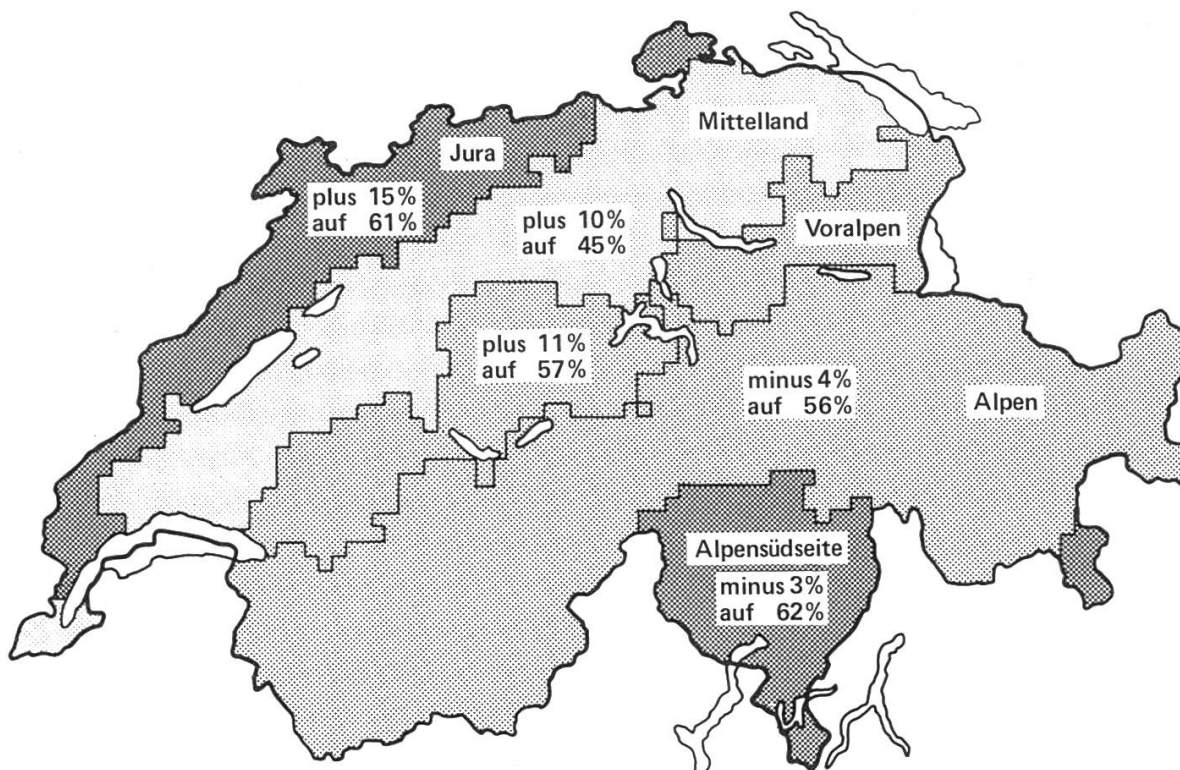 Mittelland
Jura
plus 15%
auf 61%
plus 10%
auf 45%
Voralpen
plus 11%
auf 57%
minus 4%
auf 56%
Alpen
Alpensüdseite
minus 3%
auf 62%